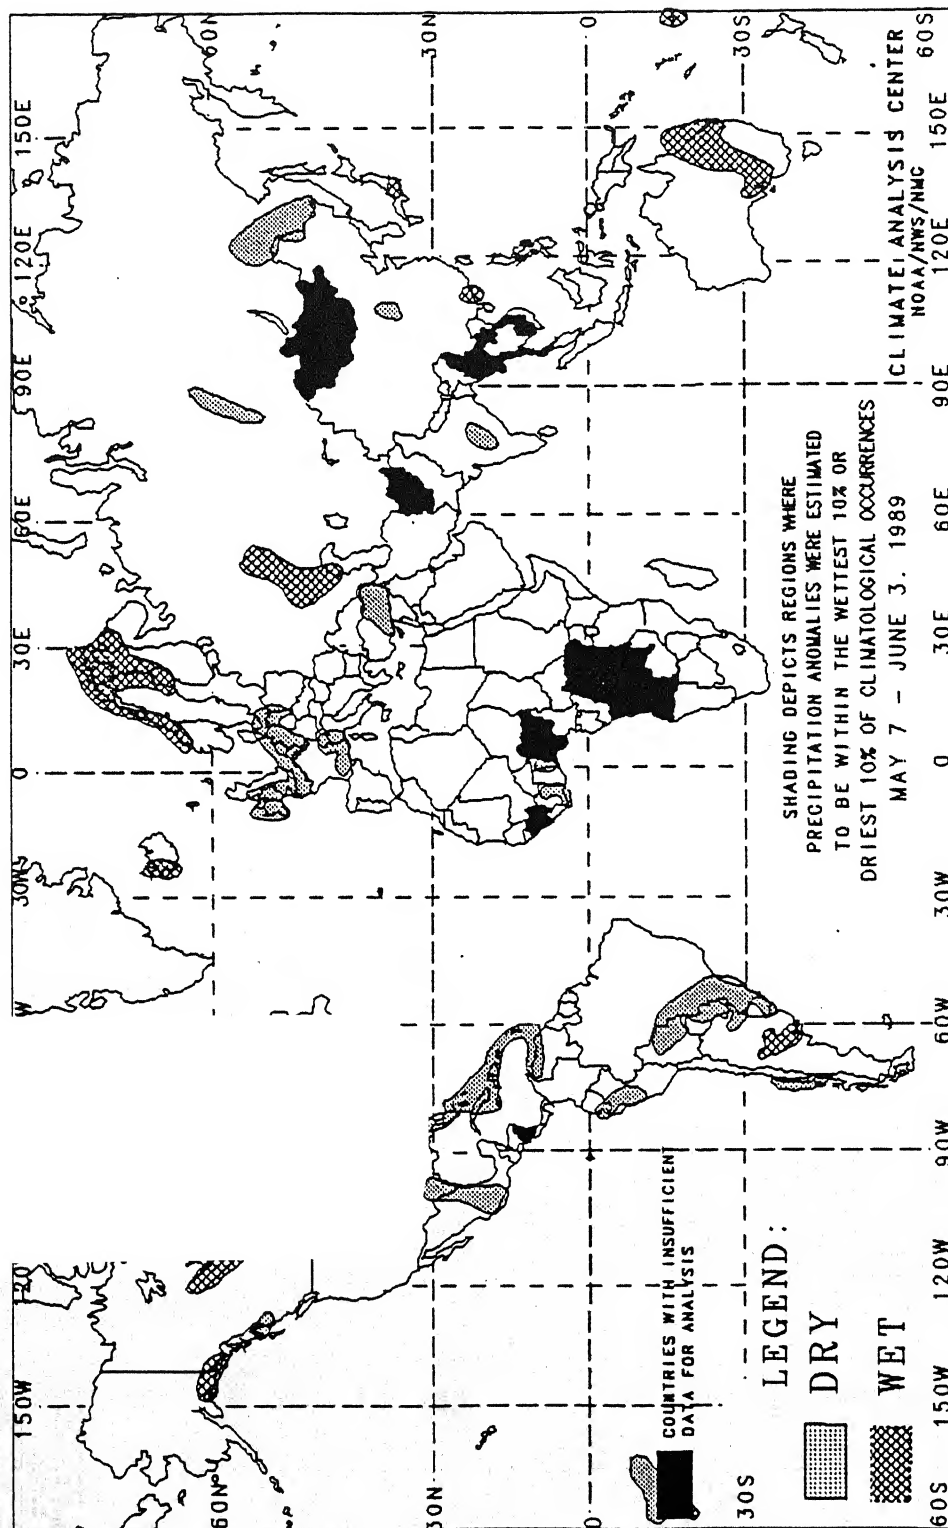 150W
120
W
30W
0
30E
60E
90E
120E
150E
60N
60N
30N
30N
0
0
30S
30S
60S
60S
COUNTRIES WITH INSUFFICIENT
DATA FOR ANALYSIS
LEGEND:
DRY
WET
SHADING DEPICTS REGIONS WHERE
PRECIPITATION ANOMALIES WERE ESTIMATED
TO BE WITHIN THE WETTEST 10% OR
DRIEST 10% OF CLIMATOLOGICAL OCCURRENCES
MAY 7 - JUNE 3. 1989
CLIMATE ANALYSIS CENTER
NOAA/NWS/NMC
150W
120W
90W
60W
30W
0
30E
60E
90E
120E
150E